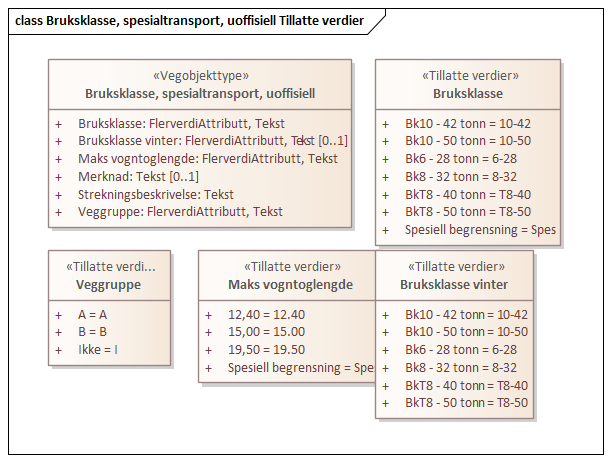 class Bruksklasse, spesialtransport, uoffisiell Tillatte verdier
«Vegobjekttype»
Bruksklasse, spesialtransport, uoffisiell
+ Bruksklasse: FlerverdiAttributt, Tekst
+ Bruksklasse vinter: FlerverdiAttributt, Tekst [0..1]
+ Maks vogntoglengde: FlerverdiAttributt, Tekst
+ Merknad: Tekst [0..1]
+ Strekningsbeskrivelse: Tekst
+ Veggruppe: FlerverdiAttributt, Tekst
«Tillatte verdier»
Bruksklasse
+ Bk10 - 42 tonn = 10-42
+ Bk10 - 50 tonn = 10-50
+ Bk6 - 28 tonn = 6-28
+ Bk8 - 32 tonn = 8-32
+ BkT8 - 40 tonn = T8-40
+ BkT8 - 50 tonn = T8-50
+ Spesiell begrensning = Spes
«Tillatte verdi...
Veggruppe
+ A = A
+ B = B
+ Ikke = I
«Tillatte verdier»
Maks vogntoglengde
+ 12,40 = 12.40
+ 15,00 = 15.00
+ 19,50 = 19.50
+ Spesiell begrensning = Spe
«Tillatte verdier»
Bruksklasse vinter
+ Bk10 - 42 tonn = 10-42
+ Bk10 - 50 tonn = 10-50
+ Bk6 - 28 tonn = 6-28
+ Bk8 - 32 tonn = 8-32
+ BkT8 - 40 tonn = T8-40
+ BkT8 - 50 tonn = T8-50